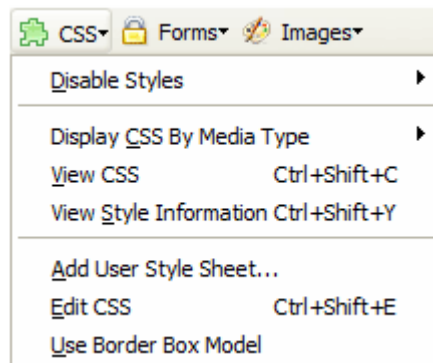 CSS Forms Images
Disable Styles
Display CSS By Media Type
View CSS Ctrl+Shift+C
View Style Information Ctrl+Shift+Y
Add User Style Sheet...
Edit CSS Ctrl+Shift+E
Use Border Box Model